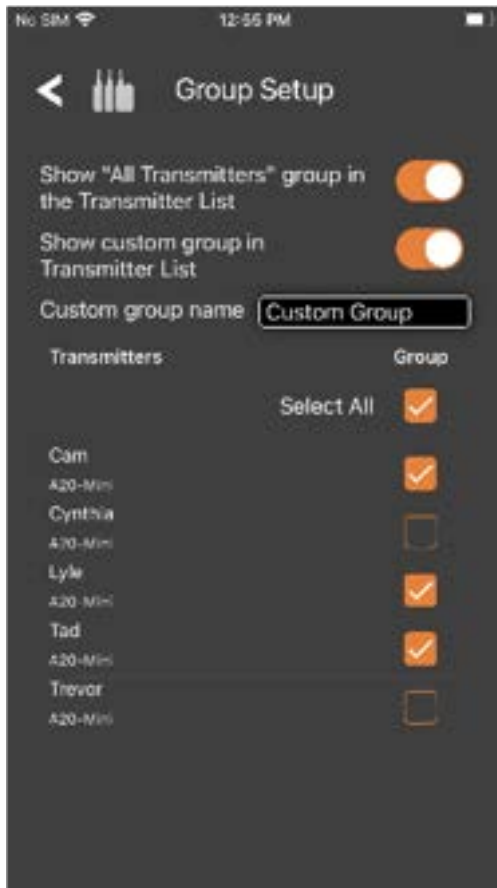 No SIM 12:55 PM
Group Setup
Show "All Transmitters" group in
the Transmitter List
Show custom group in
Transmitter List
Custom group name Custom Group
Transmitters Group
Select All
Cam
A20-Mini
Cynthia
A20-Mini
Lyle
A20-Mini
Tad
A20-Mini
Trevor
A20-Mini